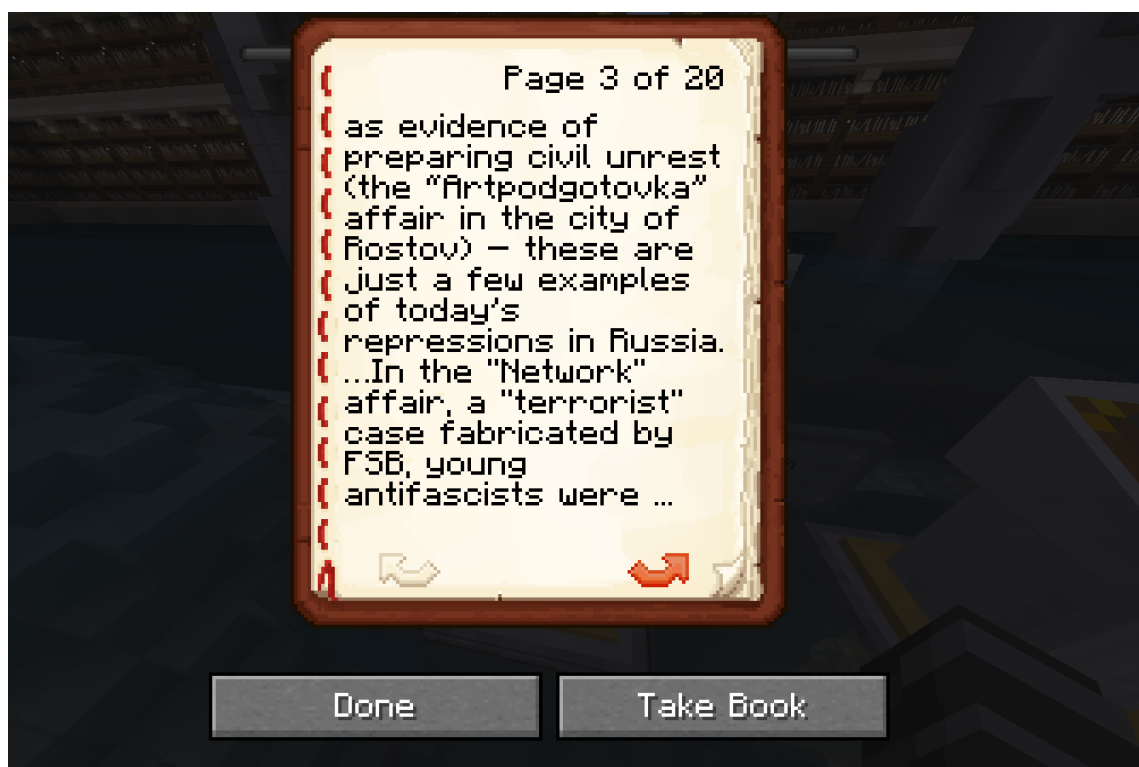 Page 3 of 20
as evidence of
preparing civil unrest
(the “Artpodgotovka”
affair in the city of
Rostov) – these are
just a few examples
of today's
repressions in Russia.
...In the "Network"
affair, a "terrorist"
case fabricated by
FSB, young
antifascists were ...
Done
Take Book